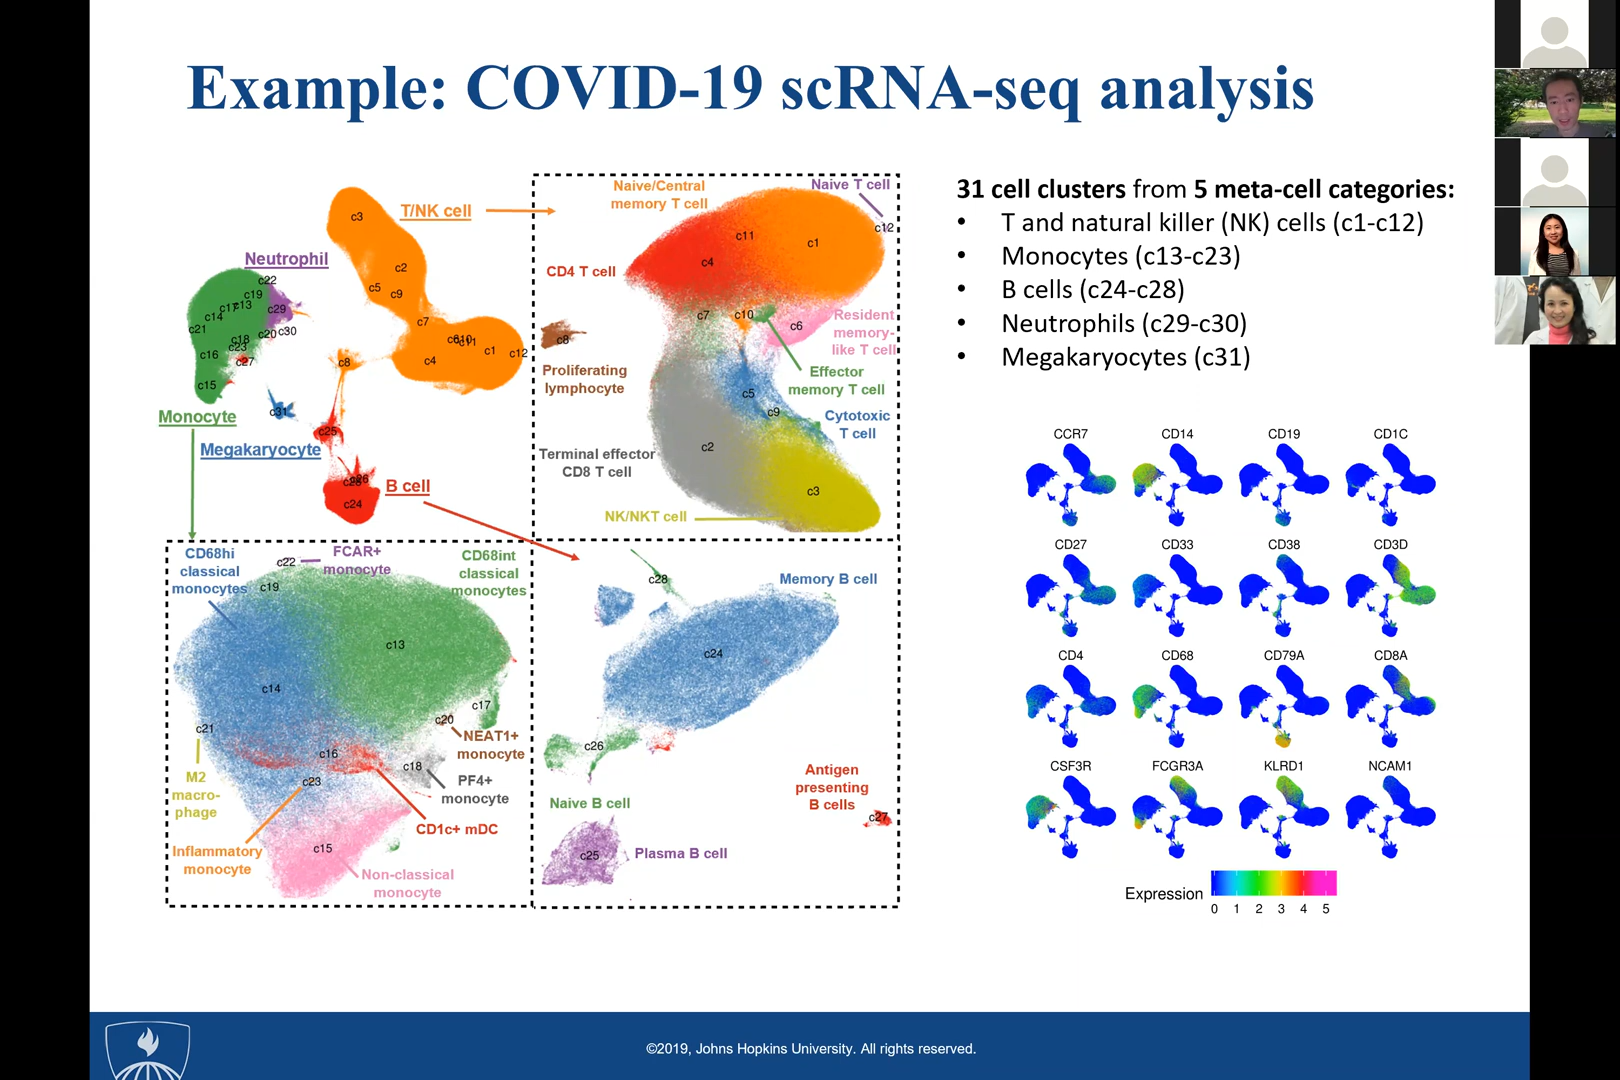 Example: COVID-19 scRNA-seq analysis
T/NK cell
Neutrophil
Monocyte
Megakaryocyte
B cell
c3
c2
c5
c9
c7
c11
c1
c12
c4
c8
c22
c19
c17
c13
c14
c29
c21
c18
c20
c30
c23
c16
c27
c15
c31
c25
c24
Naive/Central
memory T cell
Naive T cell
c12
c11
c1
c4
CD4 T cell
c7
c10
c6
Resident
memory-
like T cell
c8
Proliferating
lymphocyte
Effector
memory T cell
c5
c9
Cytotoxic
T cell
Terminal effector
CD8 T cell
c2
c3
NK/NKT cell
CD68hi
classical
monocytes
c22
FCAR+
monocyte
CD68int
classical
monocytes
c19
c13
c14
c17
c20
c21
NEAT1+
monocyte
c16
c18
c23
PF4+
monocyte
M2
macro-
phage
CD1c+ mDC
Inflammatory
monocyte
c15
Non-classical
monocyte
c28
Memory B cell
c24
c26
Naive B cell
Antigen
presenting
B cells
c27
c25
Plasma B cell
31 cell clusters from 5 meta-cell categories:
• T and natural killer (NK) cells (c1-c12)
• Monocytes (c13-c23)
• B cells (c24-c28)
• Neutrophils (c29-c30)
• Megakaryocytes (c31)
CCR7 CD14 CD19 CD1C
CD27 CD33 CD38 CD3D
CD4 CD68 CD79A CD8A
CSF3R FCGR3A KLRD1 NCAM1
Expression
0 1 2 3 4 5
©2019, Johns Hopkins University. All rights reserved.